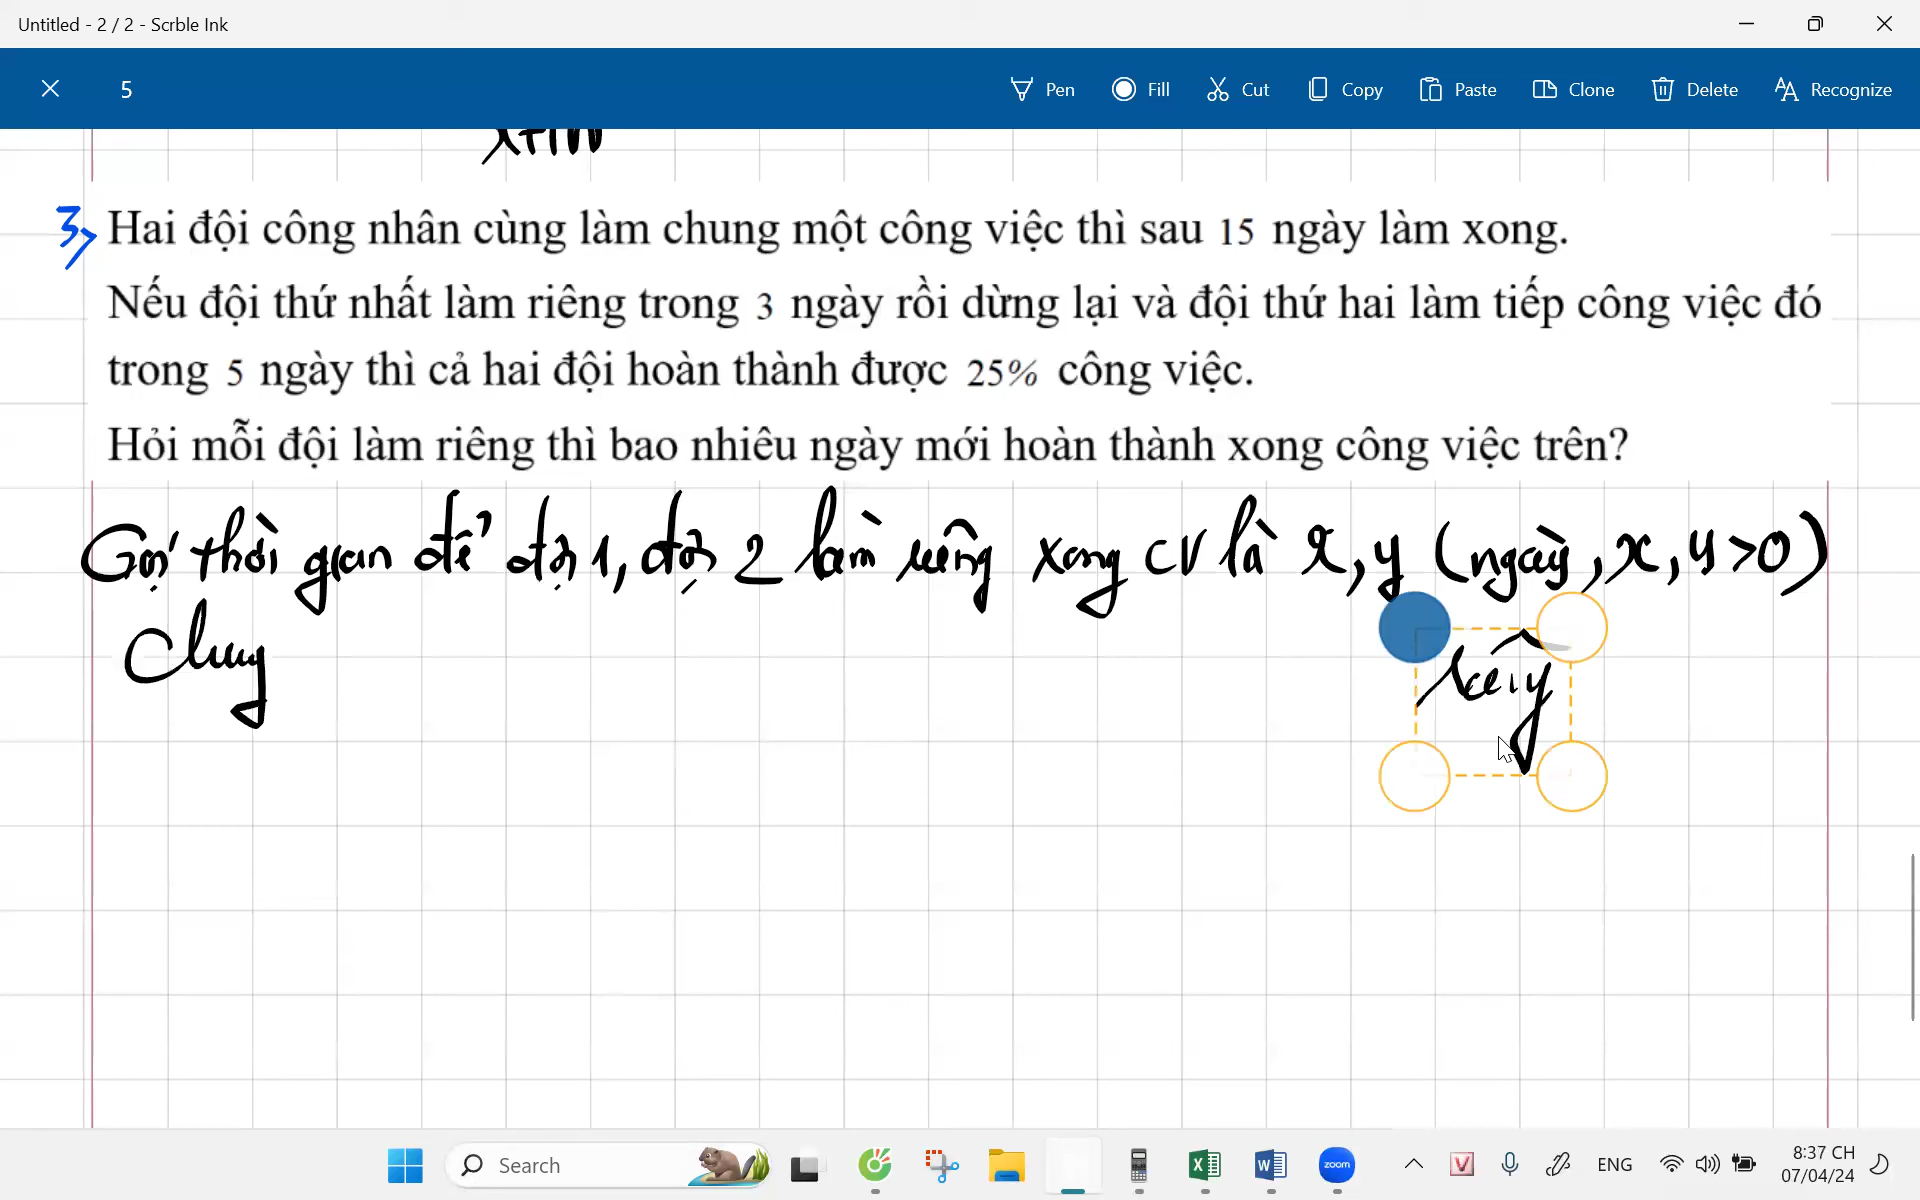 Untitled - 2 / 2 - Scrble Ink
5 Pen Fill Cut Copy Paste Clone Delete Recognize
3, Hai đội công nhân cùng làm chung một công việc thì sau 15 ngày làm xong.
Nếu đội thứ nhất làm riêng trong 3 ngày rồi dừng lại và đội thứ hai làm tiếp công việc đó
trong 5 ngày thì cả hai đội hoàn thành được 25% công việc.
Hỏi mỗi đội làm riêng thì bao nhiêu ngày mới hoàn thành xong công việc trên?
Gọi thời gian để đội 1, đội 2 làm riêng xong CV là x, y (ngày, x, y >0)
Chung
Search
zoom
ENG
8:37 CH
07/04/24